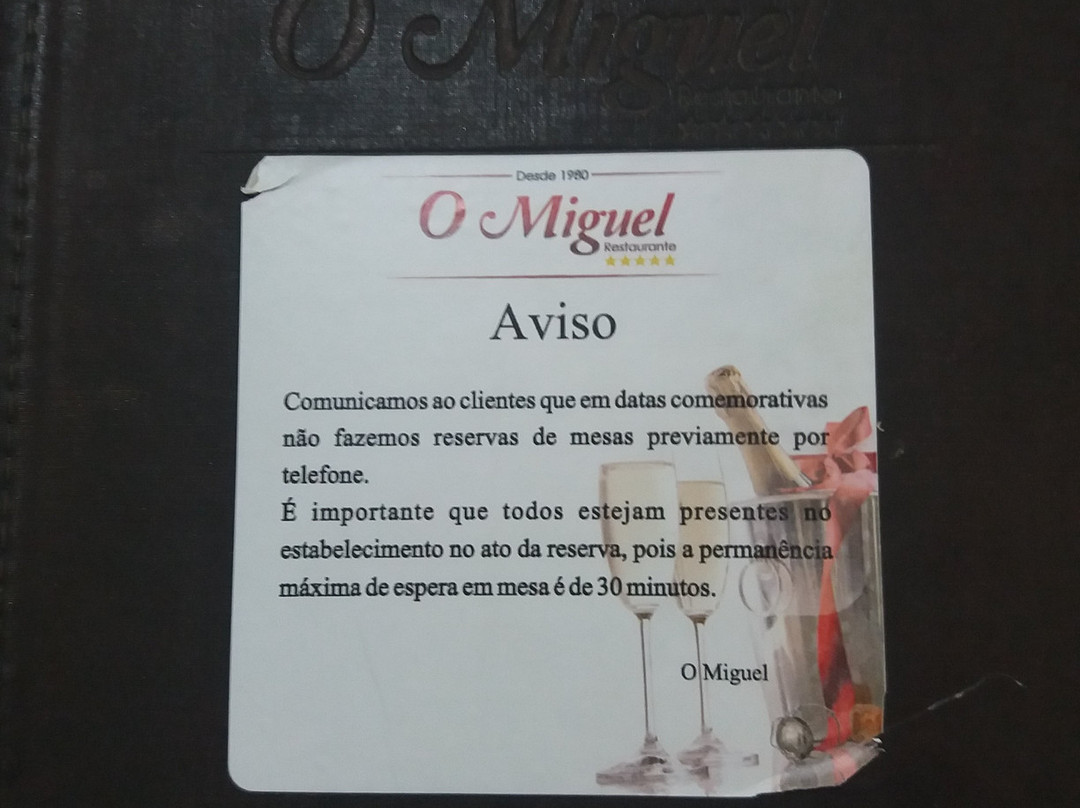 O Miguel
Restaurante
Desde 1980
O Miguel
Restaurante
Aviso
Comunicamos ao clientes que em datas comemorativas
não fazemos reservas de mesas previamente por
telefone.
É importante que todos estejam presentes no
estabelecimento no ato da reserva, pois a permanência
máxima de espera em mesa é de 30 minutos.
O Miguel